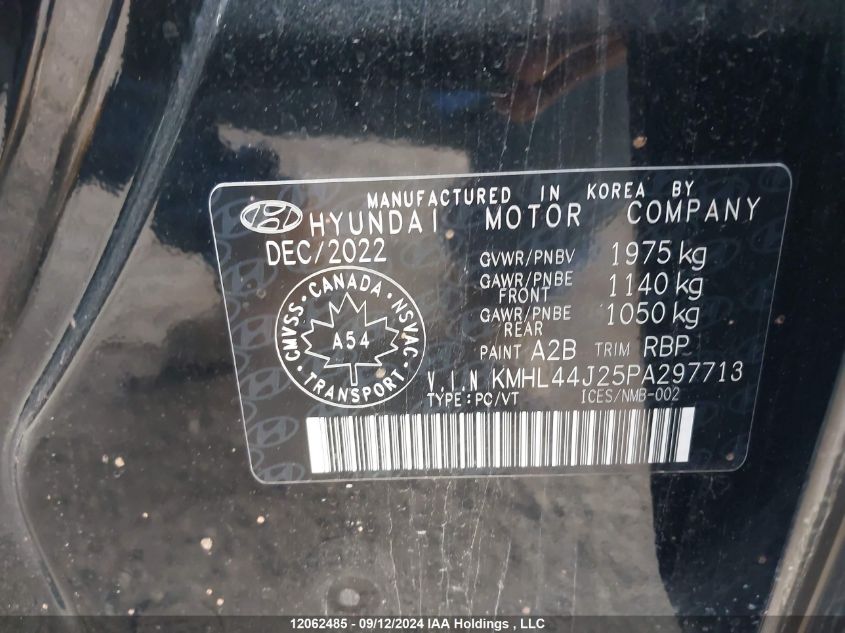 MANUFACTURED IN KOREA BY
HYUNDAI MOTOR COMPANY
DEC/2022
GVWR/PNBV 1975 kg
GAWR/PNBE FRONT 1140 kg
GAWR/PNBE REAR 1050 kg
PAINT A2B TRIM RBP
CMVSS • CANADA • NSVAC • TRANSPORT •
A54
V.I.N KMHL44J25PA297713
TYPE:PC/VT ICES/NMB-002
12062485 - 09/12/2024 IAA Holdings , LLC